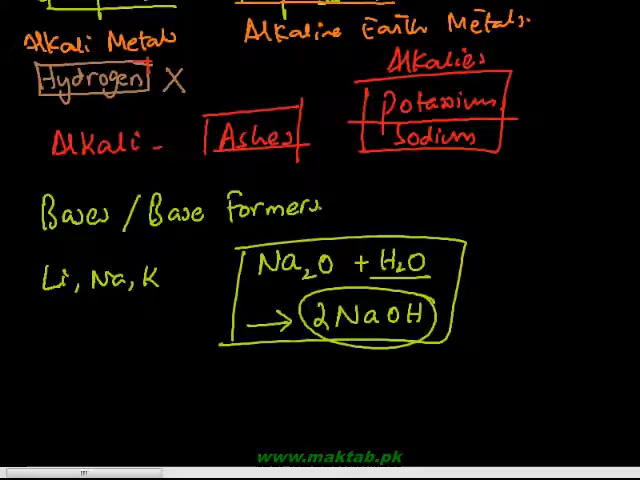 Alkali Metals
Alkaline Earth Metals.
Hydrogen X
Alkalies
Potassium
Sodium
Alkali - Ashes
Bases / Base Formers.
Li, Na, K
Na₂O + H₂O
→ 2NaOH
www.maktab.pk